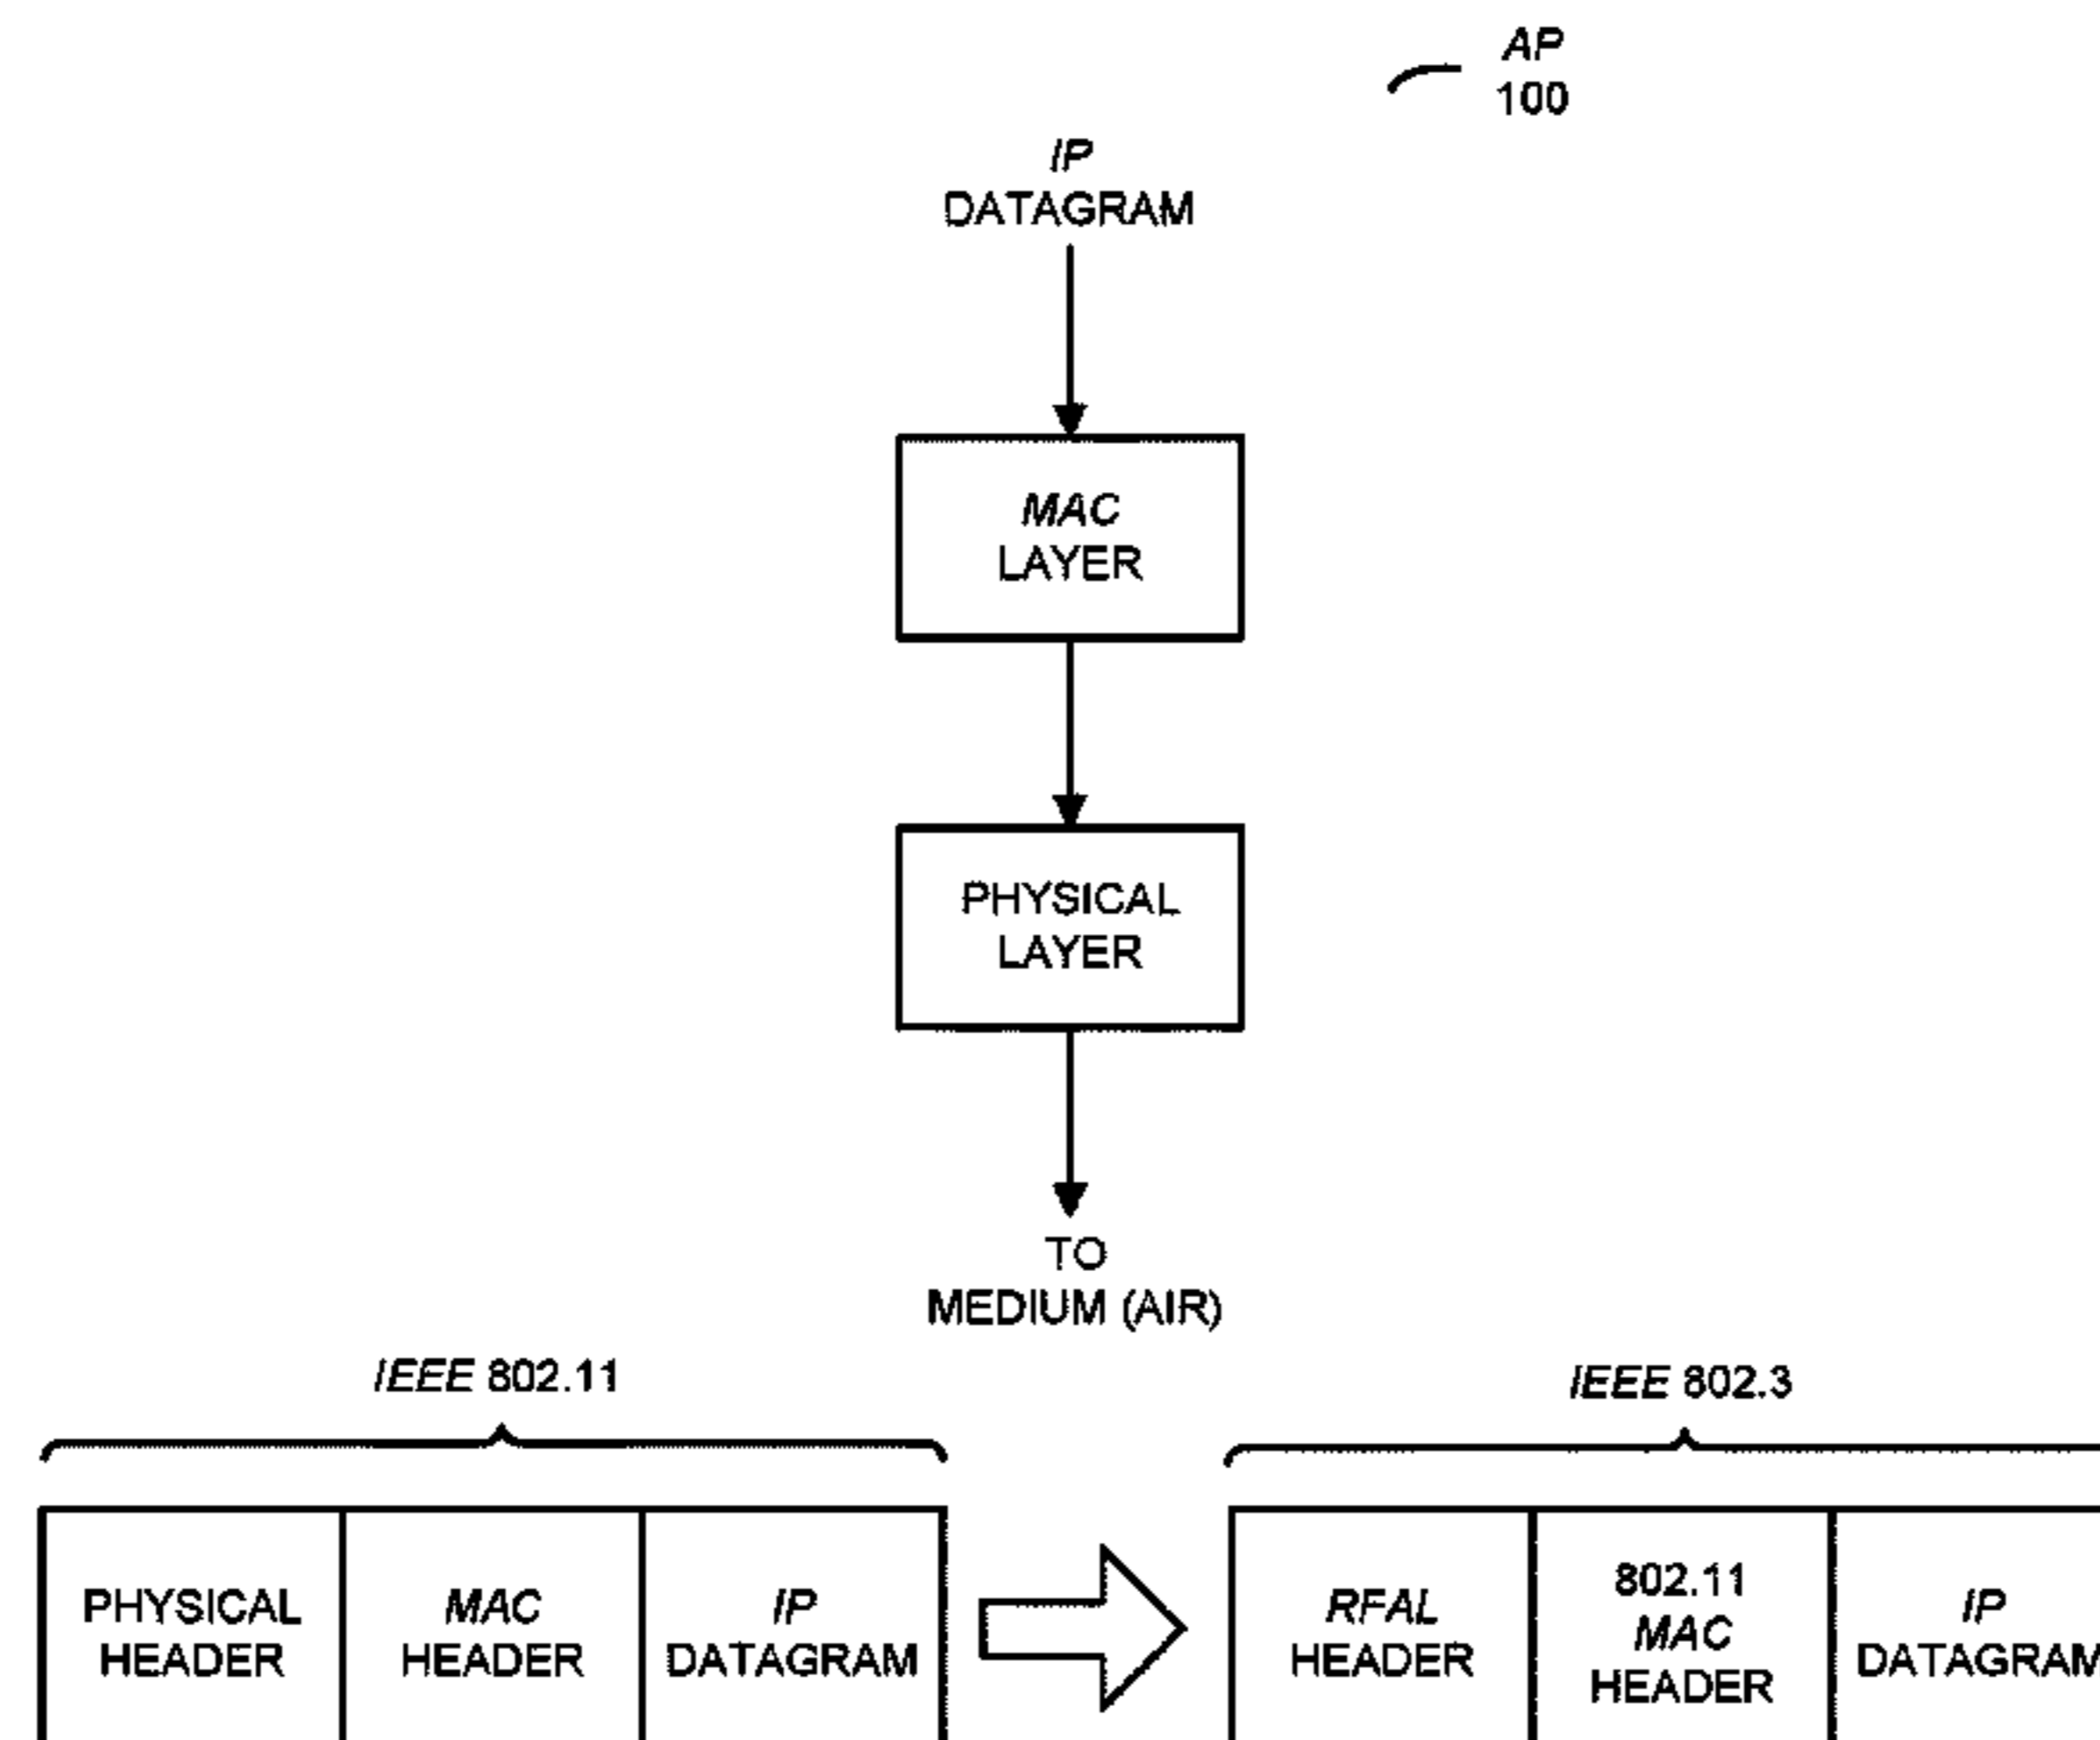 AP
100
IP
DATAGRAM
MAC
LAYER
PHYSICAL
LAYER
TO
MEDIUM (AIR)
IEEE 802.11
IEEE 802.3
PHYSICAL
HEADER
MAC
HEADER
IP
DATAGRAM
RFAL
HEADER
802.11
MAC
HEADER
IP
DATAGRAM